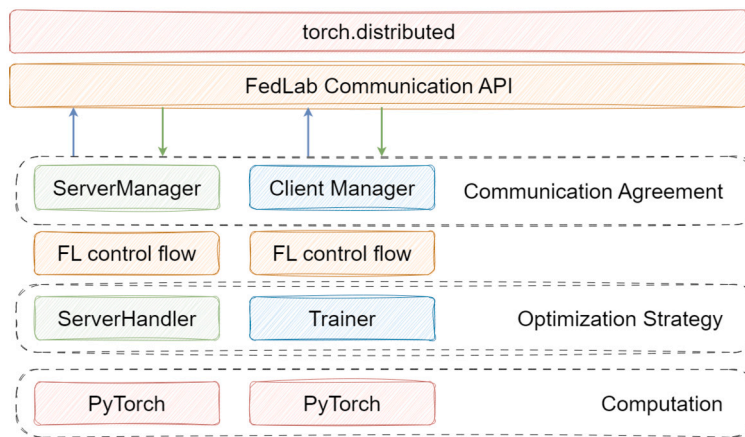 torch.distributed
FedLab Communication API
ServerManager Client Manager Communication Agreement
FL control flow FL control flow
ServerHandler Trainer Optimization Strategy
PyTorch PyTorch Computation